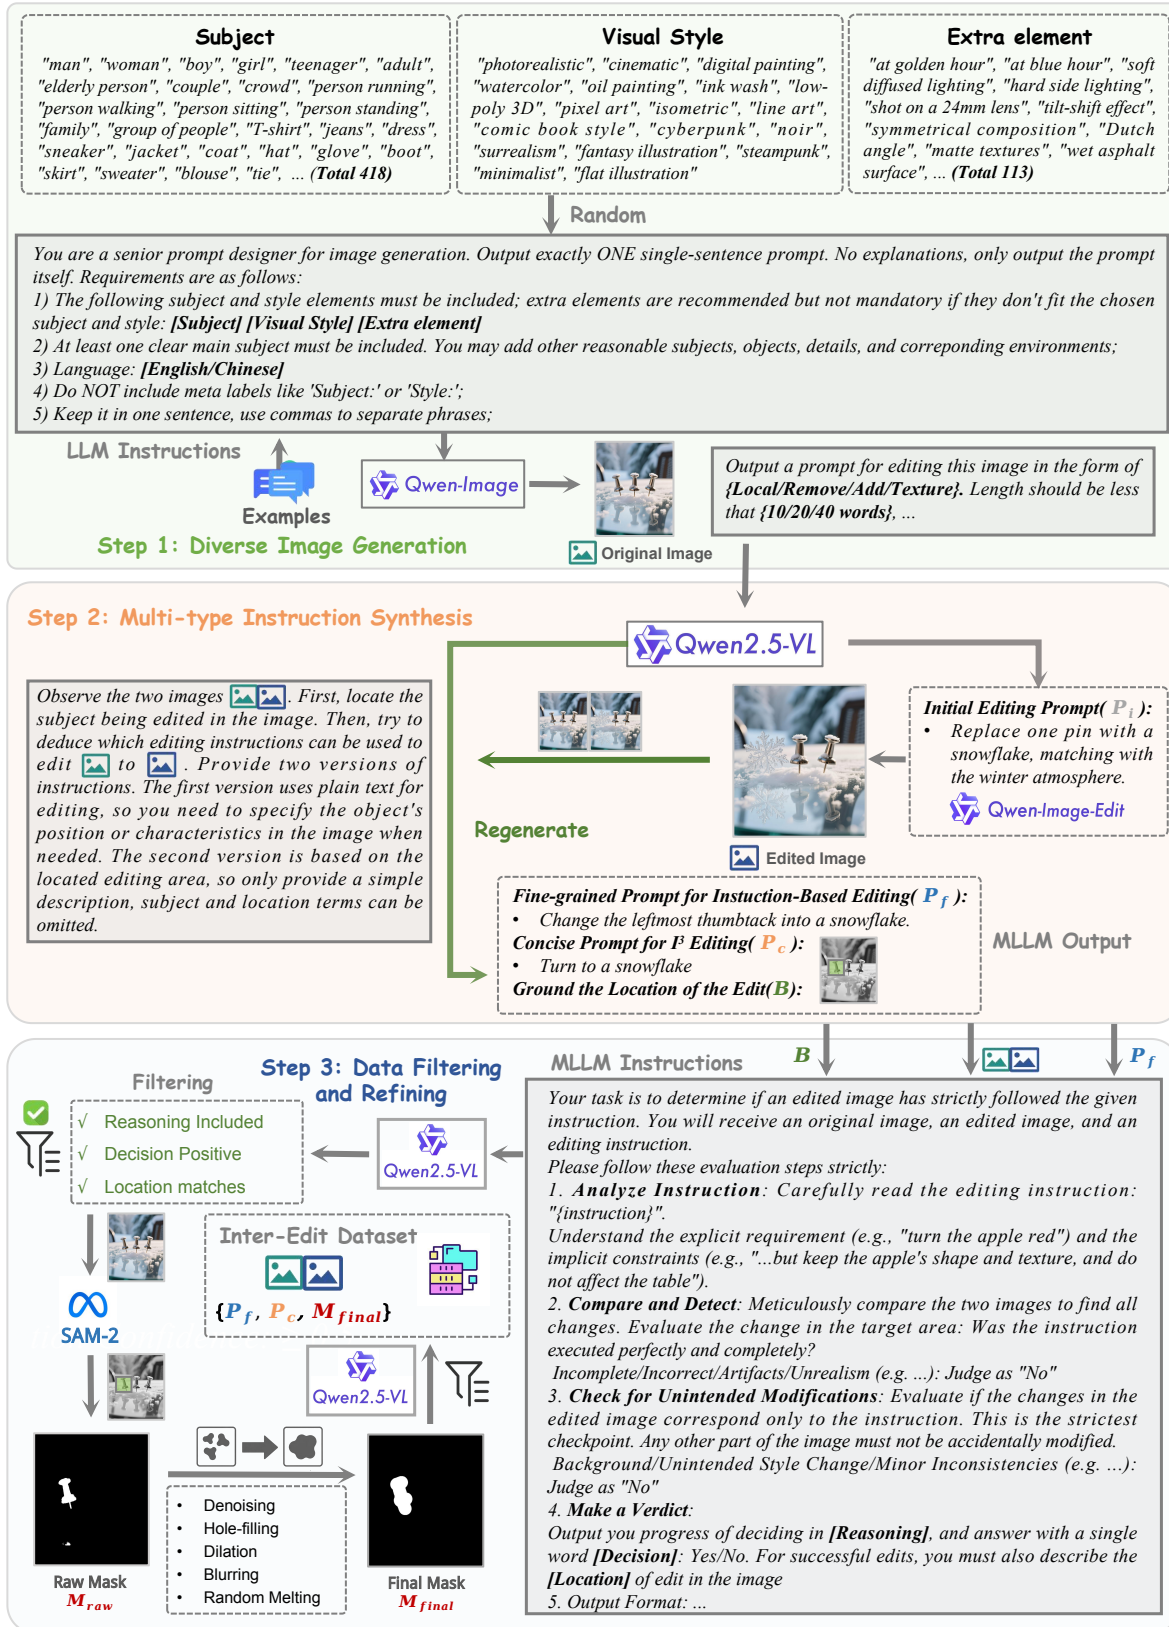 Subject
"man", "woman", "boy", "girl", "teenager", "adult",
"elderly person", "couple", "crowd", "person running",
"person walking", "person sitting", "person standing",
"family", "group of people", "T-shirt", "jeans", "dress",
"sneaker", "jacket", "coat", "hat", "glove", "boot",
"skirt", "sweater", "blouse", "tie", ... (Total 418)
Visual Style
"photorealistic", "cinematic", "digital painting",
"watercolor", "oil painting", "ink wash", "low-
poly 3D", "pixel art", "isometric", "line art",
"comic book style", "cyberpunk", "noir",
"surrealism", "fantasy illustration", "steampunk",
"minimalist", "flat illustration"
Extra element
"at golden hour", "at blue hour", "soft
diffused lighting", "hard side lighting",
"shot on a 24mm lens", "tilt-shift effect",
"symmetrical composition", "Dutch
angle", "matte textures", "wet asphalt
surface", ... (Total 113)
Random
You are a senior prompt designer for image generation. Output exactly ONE single-sentence prompt. No explanations, only output the prompt
itself. Requirements are as follows:
1) The following subject and style elements must be included; extra elements are recommended but not mandatory if they don't fit the chosen
subject and style: [Subject] [Visual Style] [Extra element]
2) At least one clear main subject must be included. You may add other reasonable subjects, objects, details, and correponding environments;
3) Language: [English/Chinese]
4) Do NOT include meta labels like 'Subject:' or 'Style:';
5) Keep it in one sentence, use commas to separate phrases;
LLM Instructions
Examples
Qwen-Image
Original Image
Output a prompt for editing this image in the form of
{Local/Remove/Add/Texture}. Length should be less
that {10/20/40 words}, ...
Step 1: Diverse Image Generation
Step 2: Multi-type Instruction Synthesis
Qwen2.5-VL
Observe the two images . First, locate the
subject being edited in the image. Then, try to
deduce which editing instructions can be used to
edit to . Provide two versions of
instructions. The first version uses plain text for
editing, so you need to specify the object's
position or characteristics in the image when
needed. The second version is based on the
located editing area, so only provide a simple
description, subject and location terms can be
omitted.
Regenerate
Edited Image
Initial Editing Prompt( P_i ):
• Replace one pin with a
snowflake, matching with
the winter atmosphere.
Qwen-Image-Edit
Fine-grained Prompt for Instuction-Based Editing( P_f ):
• Change the leftmost thumbtack into a snowflake.
Concise Prompt for I³ Editing( P_c ):
• Turn to a snowflake
Ground the Location of the Edit(B):
MLLM Output
Step 3: Data Filtering
and Refining
Filtering
√ Reasoning Included
√ Decision Positive
√ Location matches
Qwen2.5-VL
MLLM Instructions
B
P_f
Your task is to determine if an edited image has strictly followed the given
instruction. You will receive an original image, an edited image, and an
editing instruction.
Please follow these evaluation steps strictly:
1. Analyze Instruction: Carefully read the editing instruction:
"{instruction}".
Understand the explicit requirement (e.g., "turn the apple red") and the
implicit constraints (e.g., "...but keep the apple's shape and texture, and do
not affect the table").
2. Compare and Detect: Meticulously compare the two images to find all
changes. Evaluate the change in the target area: Was the instruction
executed perfectly and completely?
Incomplete/Incorrect/Artifacts/Unrealism (e.g. ...): Judge as "No"
3. Check for Unintended Modifications: Evaluate if the changes in the
edited image correspond only to the instruction. This is the strictest
checkpoint. Any other part of the image must not be accidentally modified.
Background/Unintended Style Change/Minor Inconsistencies (e.g. ...):
Judge as "No"
4. Make a Verdict:
Output you progress of deciding in [Reasoning], and answer with a single
word [Decision]: Yes/No. For successful edits, you must also describe the
[Location] of edit in the image
5. Output Format: ...
Inter-Edit Dataset
{P_f, P_c, M_final}
SAM-2
Qwen2.5-VL
• Denoising
• Hole-filling
• Dilation
• Blurring
• Random Melting
Raw Mask
M_raw
Final Mask
M_final